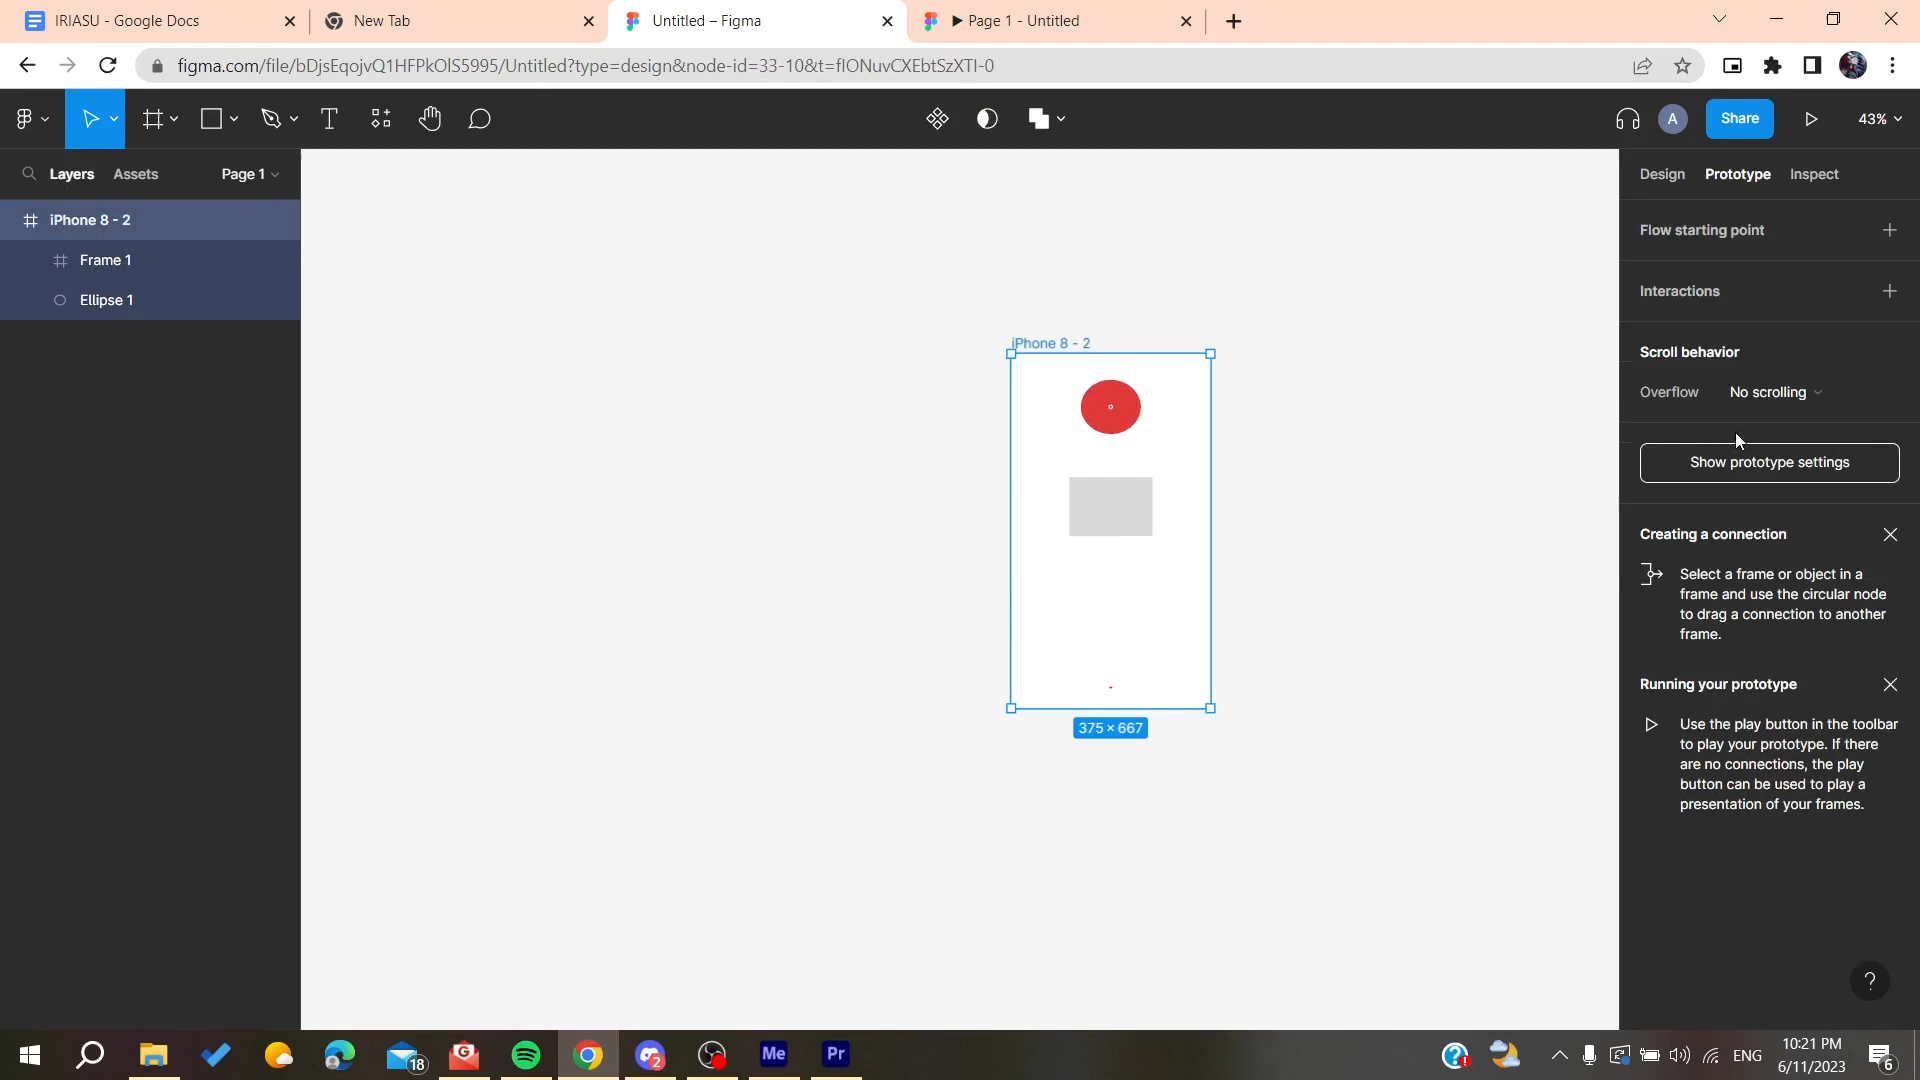 IRIASU - Google Docs
New Tab
Untitled – Figma
▶ Page 1 - Untitled
figma.com/file/bDjsEqojvQ1HFPkOlS5995/Untitled?type=design&node-id=33-10&t=fIONuvCXEbtSzXTI-0
A
Share
43%
Layers
Assets
Page 1
Design
Prototype
Inspect
iPhone 8 - 2
Frame 1
Ellipse 1
iPhone 8 - 2
375 × 667
Flow starting point
Interactions
Scroll behavior
Overflow
No scrolling
Show prototype settings
Creating a connection
Select a frame or object in a
frame and use the circular node
to drag a connection to another
frame.
Running your prototype
Use the play button in the toolbar
to play your prototype. If there
are no connections, the play
button can be used to play a
presentation of your frames.
?
18
G
2
Me
Pr
ENG
10:21 PM
6/11/2023
6